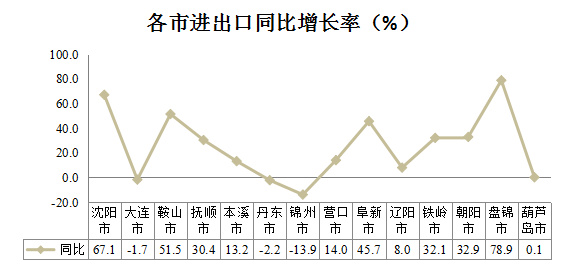 各市进出口同比增长率（%）
100.0
80.0
60.0
40.0
20.0
0.0
-20.0
沈阳市 大连市 鞍山市 抚顺市 本溪市 丹东市 锦州市 营口市 阜新市 辽阳市 铁岭市 朝阳市 盘锦市 葫芦岛市
同比 67.1 -1.7 51.5 30.4 13.2 -2.2 -13.9 14.0 45.7 8.0 32.1 32.9 78.9 0.1